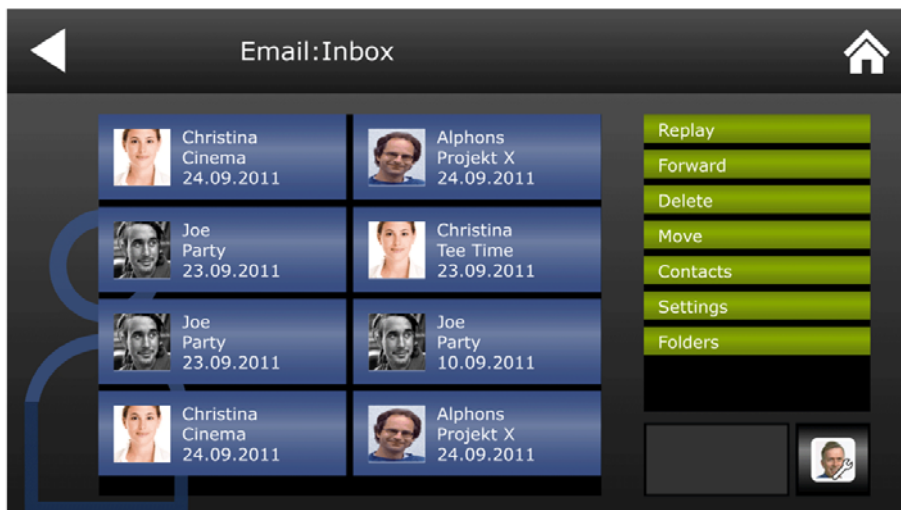 Email:Inbox
Christina
Cinema
24.09.2011
Alphons
Projekt X
24.09.2011
Joe
Party
23.09.2011
Christina
Tee Time
23.09.2011
Joe
Party
23.09.2011
Joe
Party
10.09.2011
Christina
Cinema
24.09.2011
Alphons
Projekt X
24.09.2011
Replay
Forward
Delete
Move
Contacts
Settings
Folders